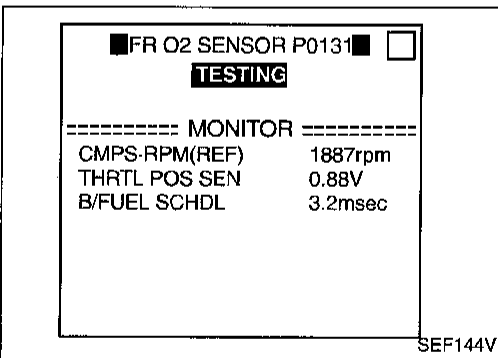 FR O2 SENSOR P0131
TESTING
========== MONITOR ==========
CMPS-RPM(REF) 1887rpm
THRTL POS SEN 0.88V
B/FUEL SCHDL 3.2msec
SEF144V